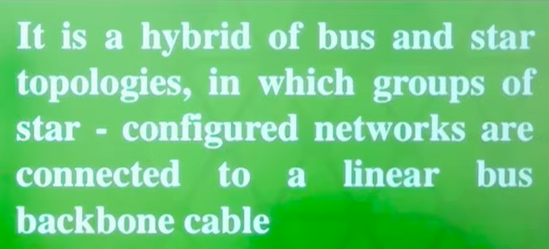 It is a hybrid of bus and star
topologies, in which groups of
star - configured networks are
connected to a linear bus
backbone cable